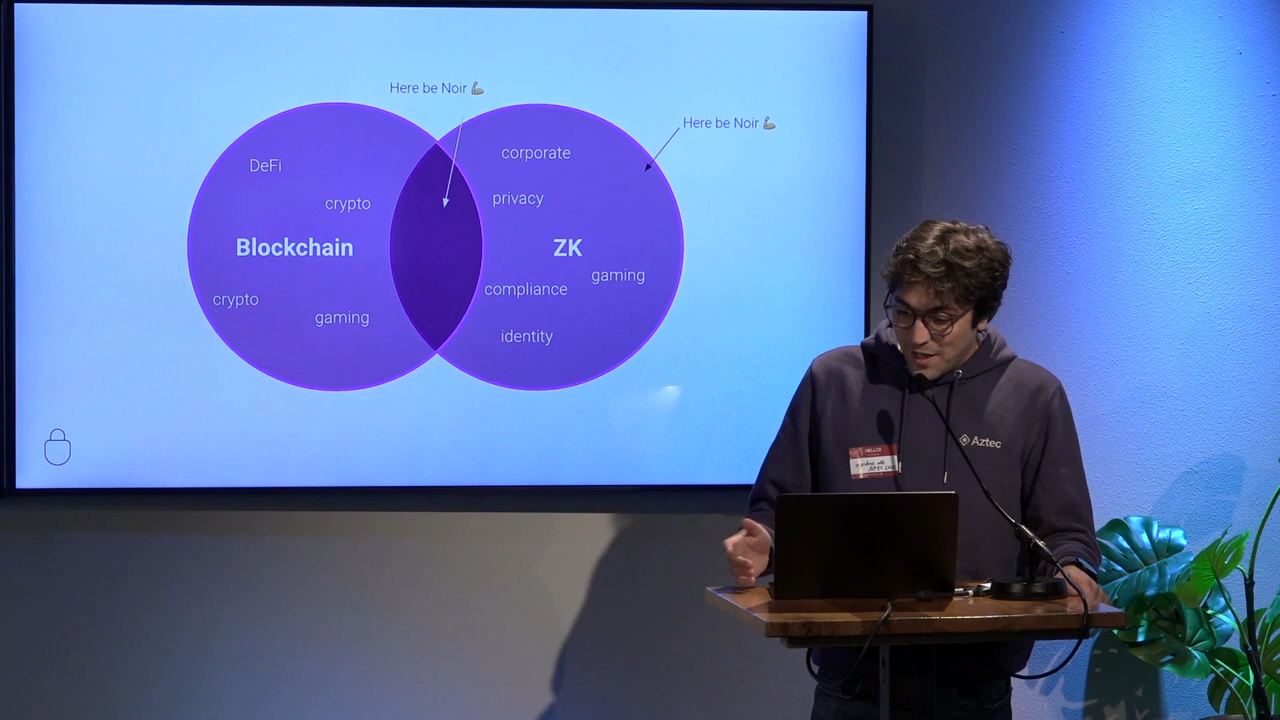 Here be Noir 💪
Here be Noir 💪
DeFi
crypto
Blockchain
crypto
gaming
corporate
privacy
ZK
gaming
compliance
identity
Aztec
HELLO